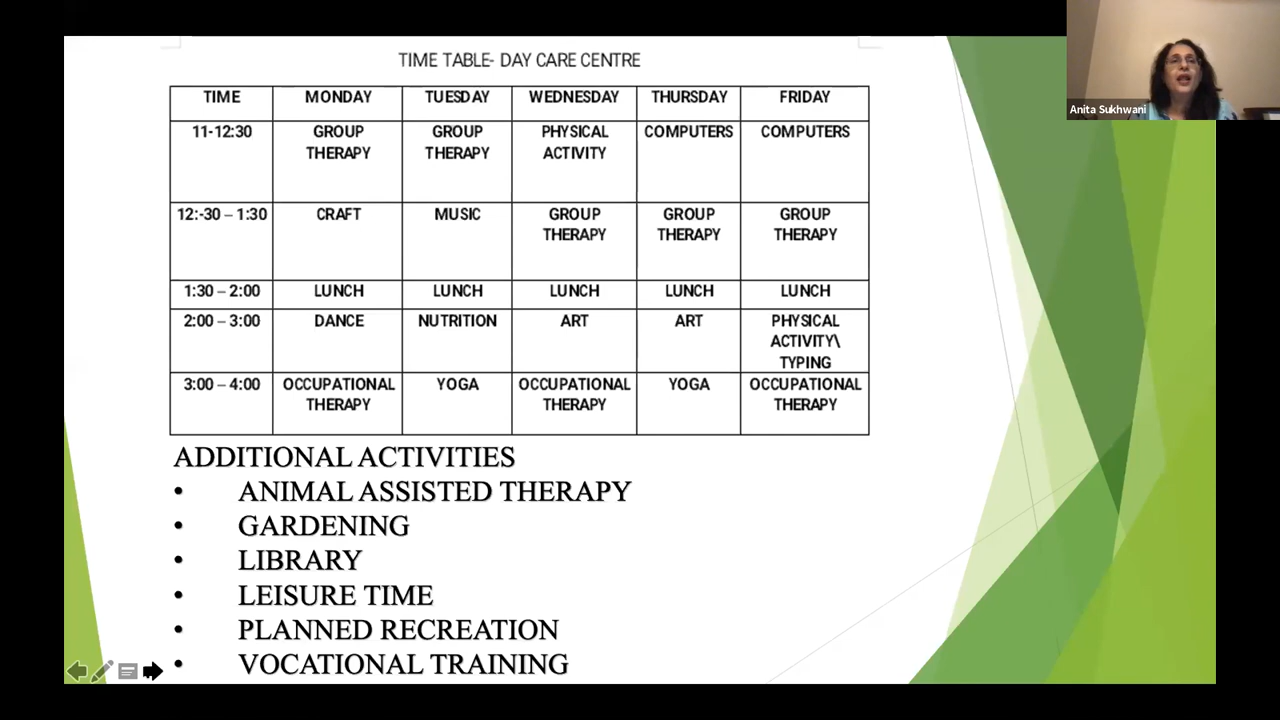 Anita Sukhwani
TIME TABLE- DAY CARE CENTRE
TIME MONDAY TUESDAY WEDNESDAY THURSDAY FRIDAY
11-12:30 GROUP THERAPY GROUP THERAPY PHYSICAL ACTIVITY COMPUTERS COMPUTERS
12:-30 – 1:30 CRAFT MUSIC GROUP THERAPY GROUP THERAPY GROUP THERAPY
1:30 – 2:00 LUNCH LUNCH LUNCH LUNCH LUNCH
2:00 – 3:00 DANCE NUTRITION ART ART PHYSICAL ACTIVITY\ TYPING
3:00 – 4:00 OCCUPATIONAL THERAPY YOGA OCCUPATIONAL THERAPY YOGA OCCUPATIONAL THERAPY
ADDITIONAL ACTIVITIES
• ANIMAL ASSISTED THERAPY
• GARDENING
• LIBRARY
• LEISURE TIME
• PLANNED RECREATION
• VOCATIONAL TRAINING